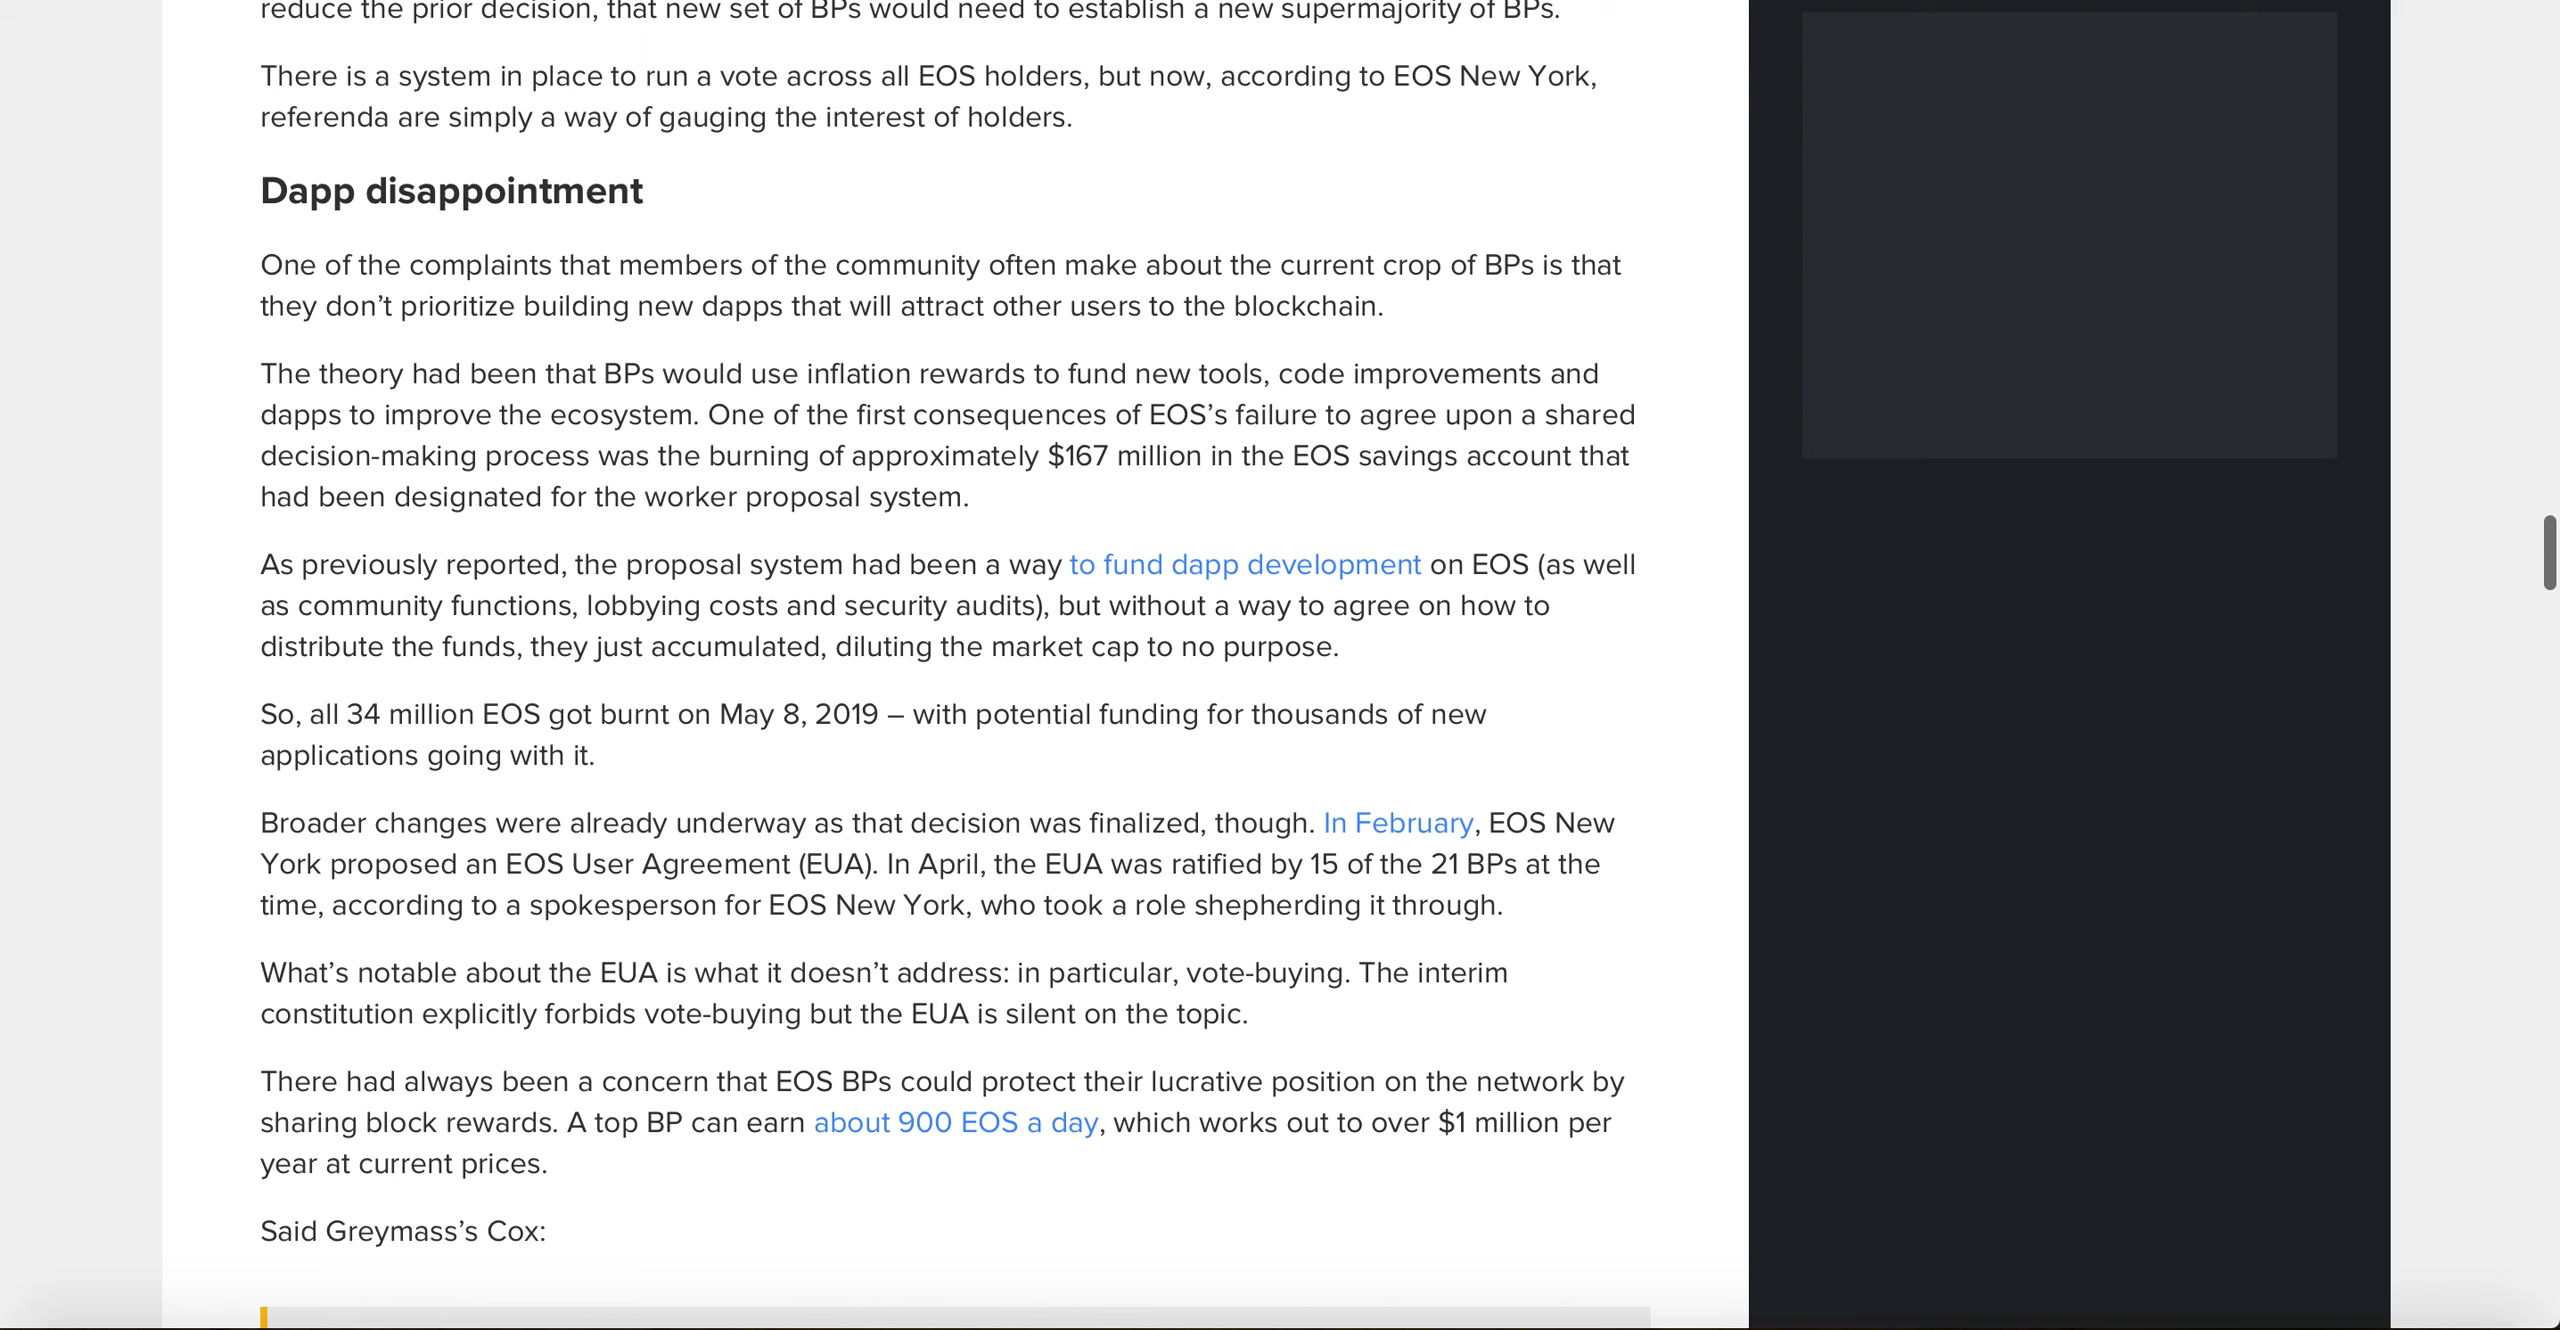 reduce the prior decision, that new set of BPs would need to establish a new supermajority of BPs.
There is a system in place to run a vote across all EOS holders, but now, according to EOS New York,
referenda are simply a way of gauging the interest of holders.
Dapp disappointment
One of the complaints that members of the community often make about the current crop of BPs is that
they don’t prioritize building new dapps that will attract other users to the blockchain.
The theory had been that BPs would use inflation rewards to fund new tools, code improvements and
dapps to improve the ecosystem. One of the first consequences of EOS’s failure to agree upon a shared
decision-making process was the burning of approximately $167 million in the EOS savings account that
had been designated for the worker proposal system.
As previously reported, the proposal system had been a way to fund dapp development on EOS (as well
as community functions, lobbying costs and security audits), but without a way to agree on how to
distribute the funds, they just accumulated, diluting the market cap to no purpose.
So, all 34 million EOS got burnt on May 8, 2019 – with potential funding for thousands of new
applications going with it.
Broader changes were already underway as that decision was finalized, though. In February, EOS New
York proposed an EOS User Agreement (EUA). In April, the EUA was ratified by 15 of the 21 BPs at the
time, according to a spokesperson for EOS New York, who took a role shepherding it through.
What’s notable about the EUA is what it doesn’t address: in particular, vote-buying. The interim
constitution explicitly forbids vote-buying but the EUA is silent on the topic.
There had always been a concern that EOS BPs could protect their lucrative position on the network by
sharing block rewards. A top BP can earn about 900 EOS a day, which works out to over $1 million per
year at current prices.
Said Greymass’s Cox: